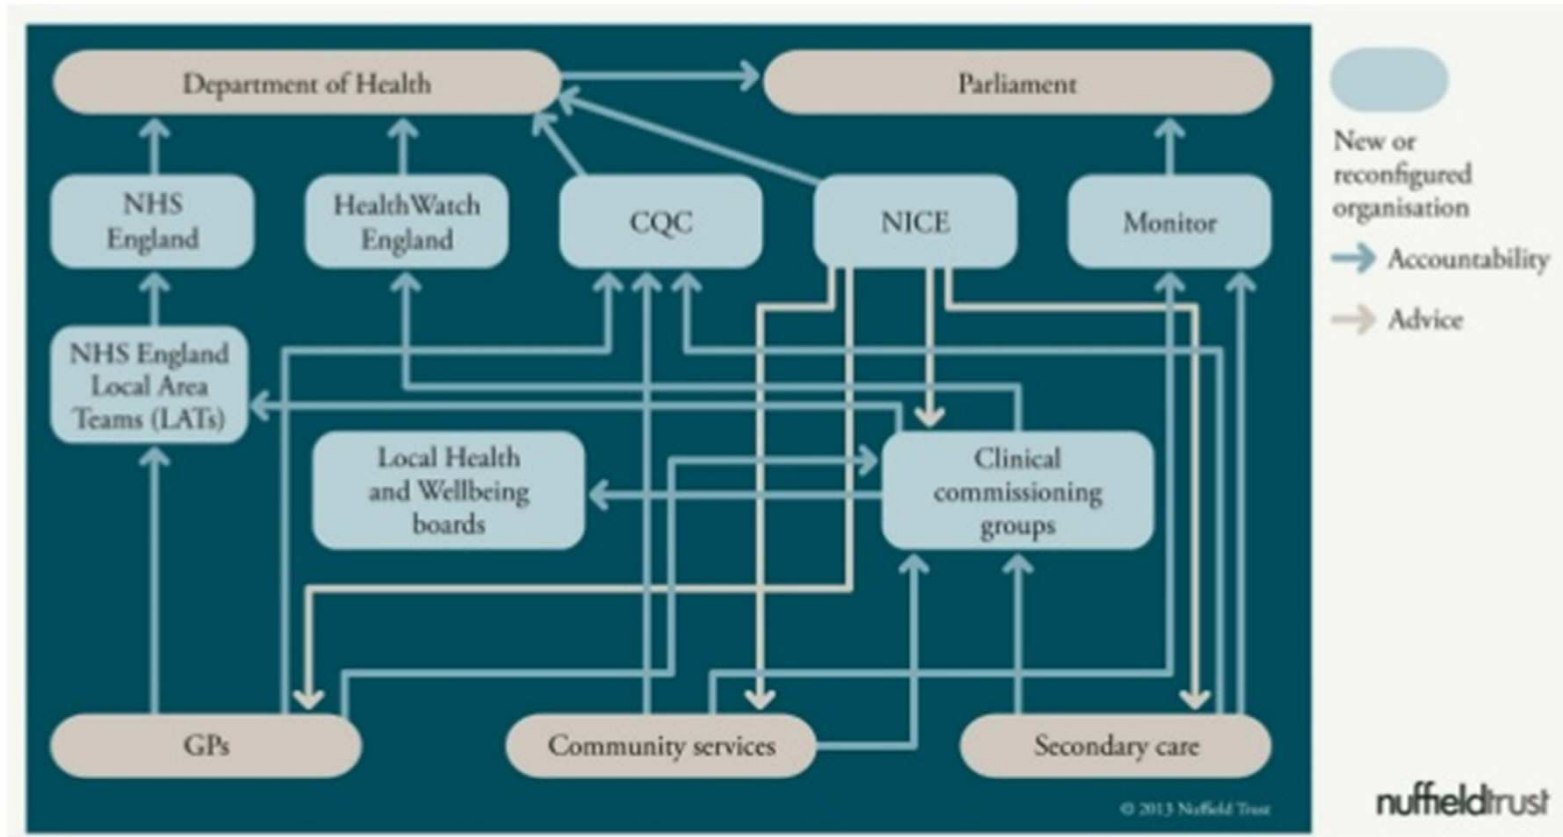 Department of Health
Parliament
New or
reconfigured
organisation
Accountability
Advice
NHS
England
HealthWatch
England
CQC
NICE
Monitor
NHS England
Local Area
Teams (LATs)
Local Health
and Wellbeing
boards
Clinical
commissioning
groups
GPs
Community services
Secondary care
© 2013 Nuffield Trust
nuffieldtrust